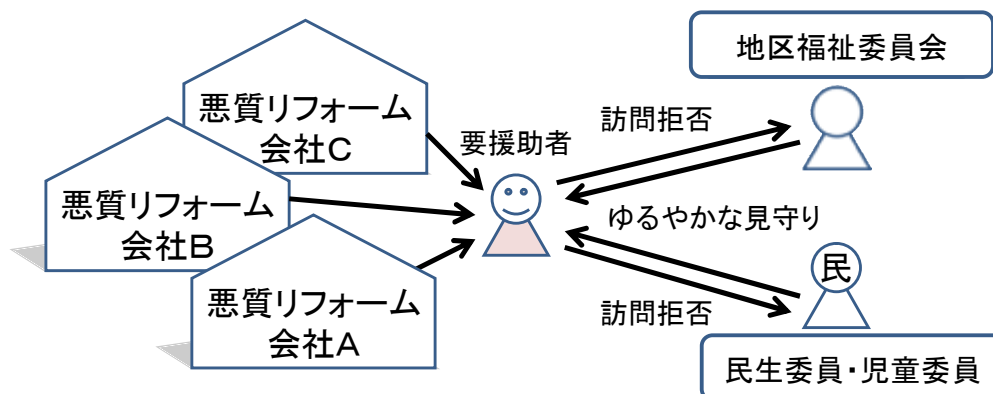 悪質リフォーム
会社C
悪質リフォーム
会社B
悪質リフォーム
会社A
要援助者
地区福祉委員会
訪問拒否
ゆるやかな見守り
民
訪問拒否
民生委員・児童委員